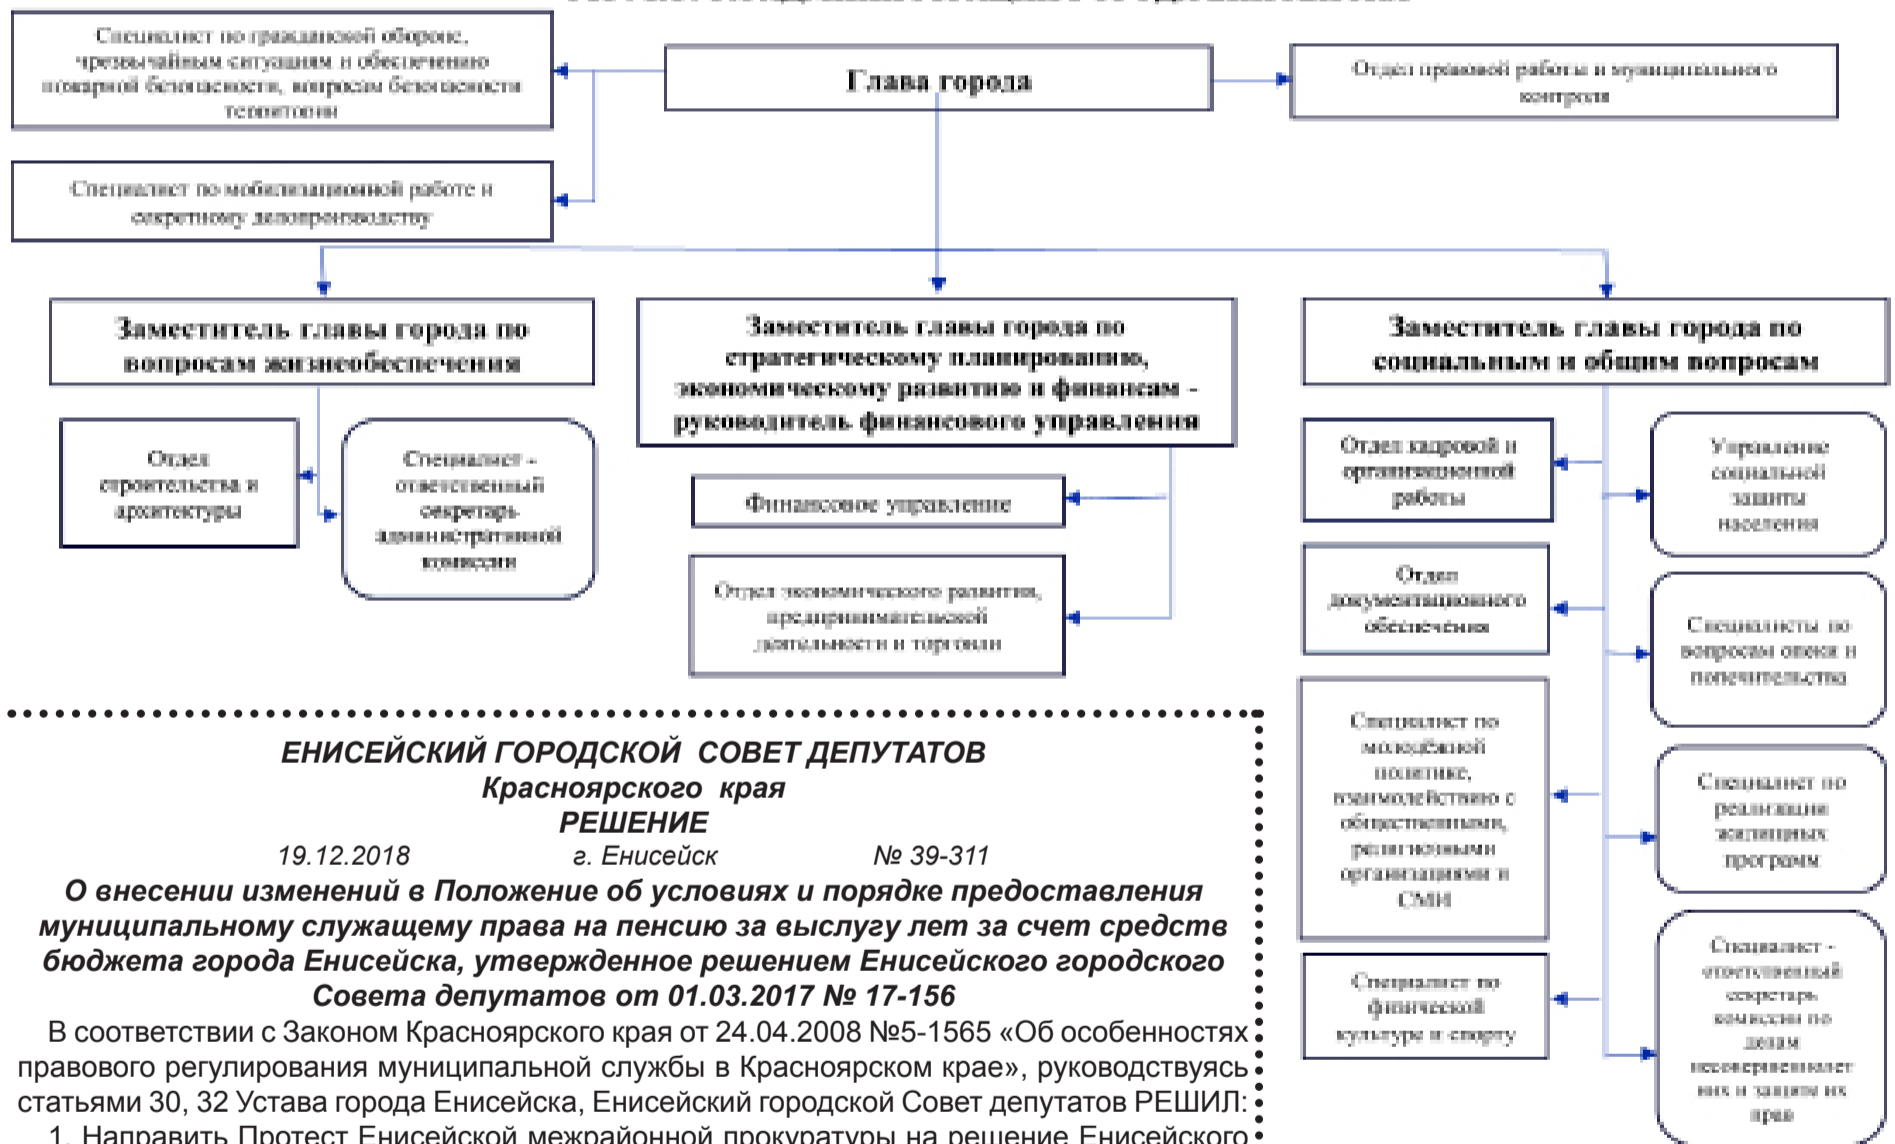 Специалист по гражданской обороне,
чрезвычайным ситуациям и обеспечению
пожарной безопасности, вопросам безопасности
территории
Глава города
Отдел правовой работы и муниципального
контроля
Специалист по мобилизационной работе и
секретному делопроизводству
Заместитель главы города по
вопросам жизнеобеспечения
Заместитель главы города по
стратегическому планированию,
экономическому развитию и финансам -
руководитель финансового управления
Заместитель главы города по
социальным и общим вопросам
Отдел
строительства и
архитектуры
Специалист -
ответственный
секретарь
административной
комиссии
Финансовое управление
Отдел экономического развития,
предпринимательской
деятельности и торговли
Отдел кадровой и
организационной
работы
Управление
социальной
защиты
населения
Отдел
документационного
обеспечения
Специалисты по
вопросам опеки и
попечительства
Специалист по
молодёжной
политике,
взаимодействию с
общественными,
религиозными
организациями и
СМИ
Специалист по
реализации
жилищных
программ
Специалист по
физической
культуре и спорту
Специалист -
ответственный
секретарь
комиссии по
делам
несовершеннолет
них и защите их
прав
ЕНИСЕЙСКИЙ ГОРОДСКОЙ СОВЕТ ДЕПУТАТОВ
Красноярского края
РЕШЕНИЕ
19.12.2018 г. Енисейск № 39-311
О внесении изменений в Положение об условиях и порядке предоставления
муниципальному служащему права на пенсию за выслугу лет за счет средств
бюджета города Енисейска, утвержденное решением Енисейского городского
Совета депутатов от 01.03.2017 № 17-156
В соответствии с Законом Красноярского края от 24.04.2008 №5-1565 «Об особенностях
правового регулирования муниципальной службы в Красноярском крае», руководствуясь
статьями 30, 32 Устава города Енисейска, Енисейский городской Совет депутатов РЕШИЛ:
1. Направить Протест Енисейской межрайонной прокуратуры на решение Енисейского